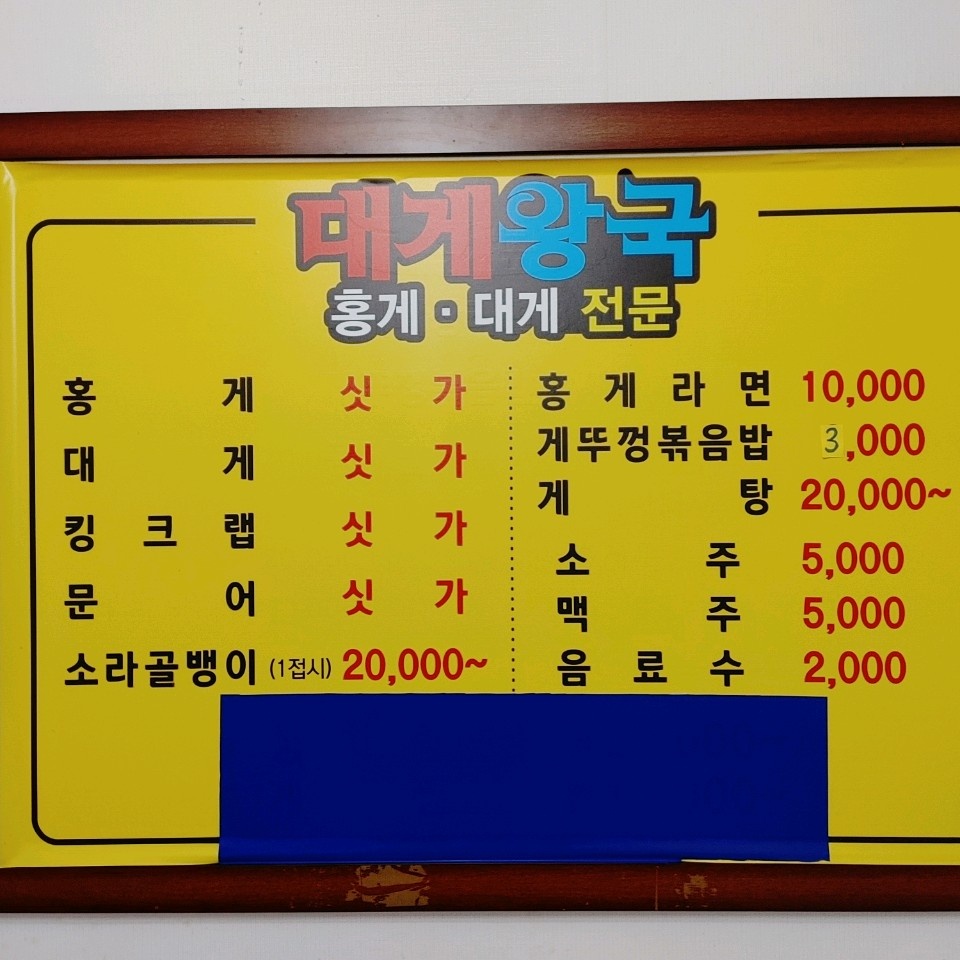 대게왕국
홍게·대게 전문
홍게 싯가
대게 싯가
킹크랩 싯가
문어 싯가
소라골뱅이 (1접시) 20,000~
홍게라면 10,000
게뚜껑볶음밥 3,000
게탕 20,000~
소주 5,000
맥주 5,000
음료수 2,000